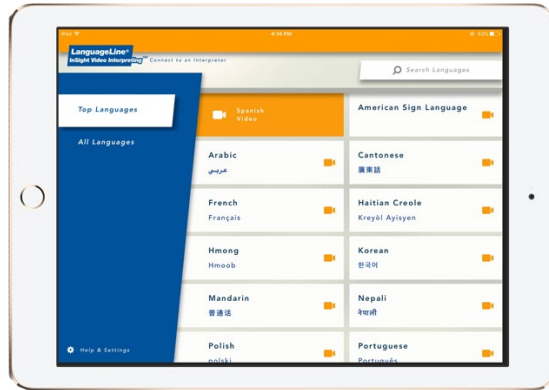 iPad
4:16 PM
43%
LanguageLine®
InSight Video Interpreting℠
Connect to an Interpreter
Search Languages
Top Languages
All Languages
Spanish
Video
American Sign Language
Arabic
عربي
Cantonese
廣東話
French
Français
Haitian Creole
Kreyòl Ayisyen
Hmong
Hmoob
Korean
한국어
Mandarin
普通话
Nepali
नेपाली
Polish
polski
Portuguese
Português
Help & Settings